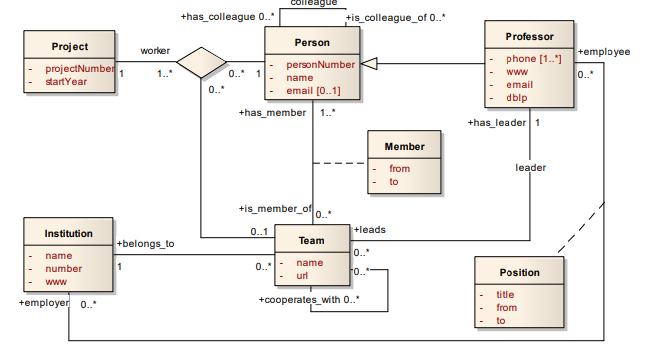 colleague
+has_colleague 0..*
+is_colleague_of 0..*
Project
- projectNumber
- startYear
1
worker
1..*
0..*
0..*
1
Person
- personNumber
- name
- email [0..1]
Professor
- phone [1..*]
- www
- email
- dblp
+employee
0..*
+has_member
1..*
+has_leader
1
Member
- from
- to
leader
+is_member_of
0..*
0..1
Institution
- name
- number
- www
+belongs_to
1
0..*
Team
- name
- url
+leads
0..*
0..*
+cooperates_with 0..*
+employer
0..*
Position
- title
- from
- to